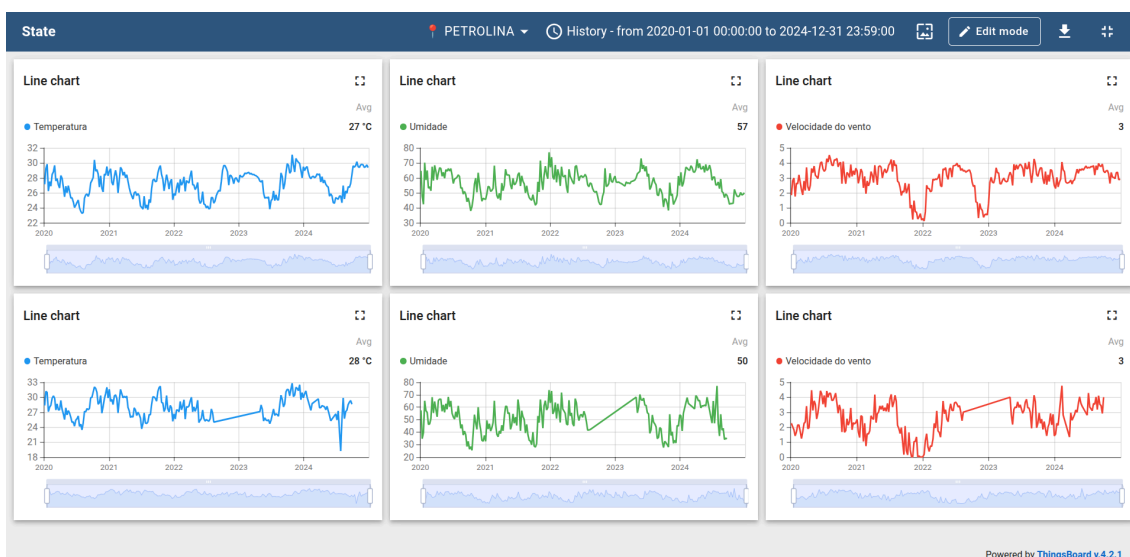 State
📍 PETROLINA
History - from 2020-01-01 00:00:00 to 2024-12-31 23:59:00
Edit mode
Line chart
Avg
Temperatura 27 °C
32
30
28
26
24
22
2020 2021 2022 2023 2024
Line chart
Avg
Umidade 57
80
70
60
50
40
30
2020 2021 2022 2023 2024
Line chart
Avg
Velocidade do vento 3
5
4
3
2
1
0
2020 2021 2022 2023 2024
Line chart
Avg
Temperatura 28 °C
33
30
27
24
21
18
2020 2021 2022 2023 2024
Line chart
Avg
Umidade 50
80
70
60
50
40
30
20
2020 2021 2022 2023 2024
Line chart
Avg
Velocidade do vento 3
5
4
3
2
1
0
2020 2021 2022 2023 2024
Powered by ThingsBoard v.4.2.1